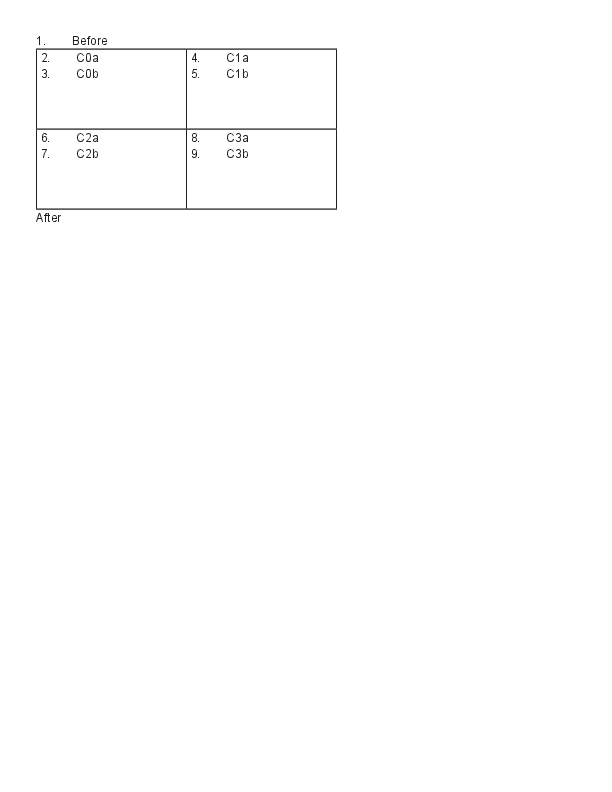 1. Before
2. C0a
3. C0b
4. C1a
5. C1b
6. C2a
7. C2b
8. C3a
9. C3b
After